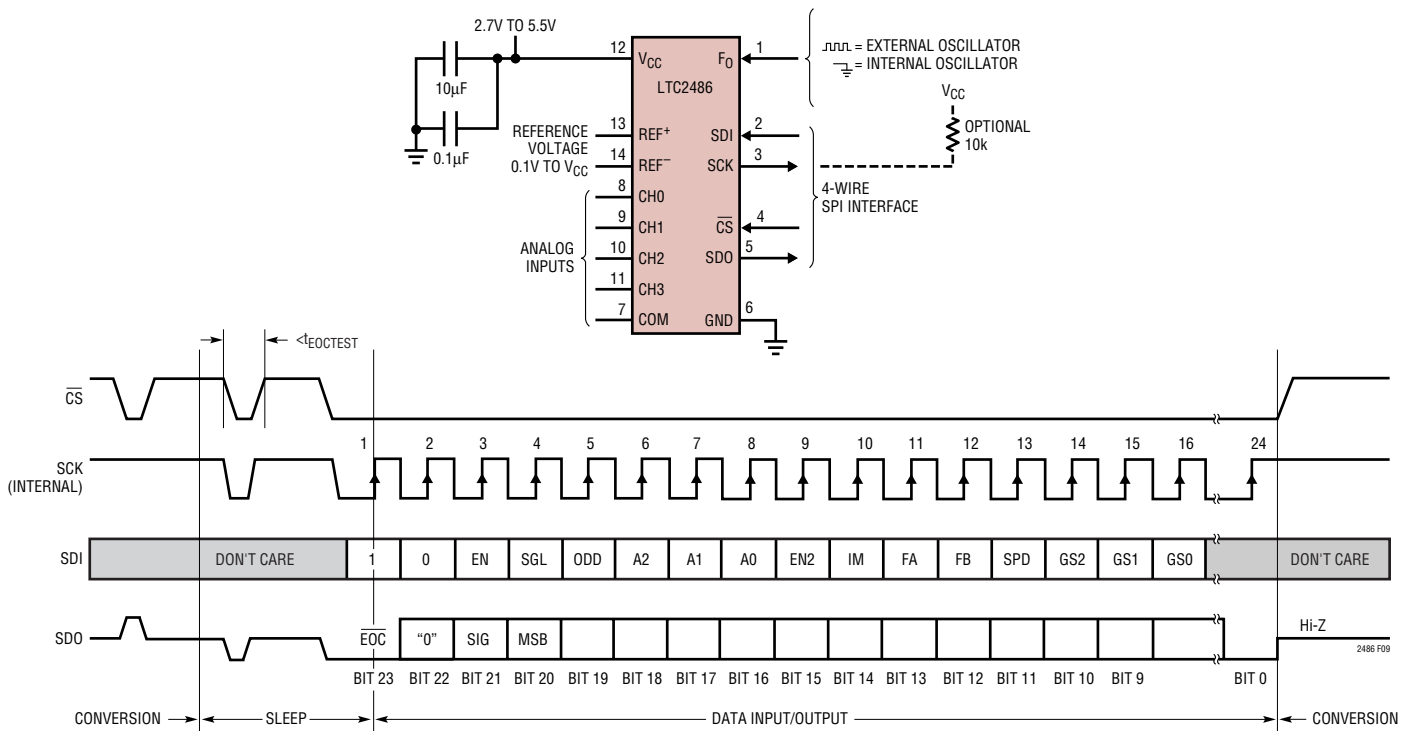 2.7V TO 5.5V
10µF
0.1µF
12
VCC
FO
1
LTC2486
= EXTERNAL OSCILLATOR
= INTERNAL OSCILLATOR
VCC
OPTIONAL
10k
REFERENCE
VOLTAGE
0.1V TO VCC
13
REF+
SDI
2
14
REF−
SCK
3
8
CH0
9
CH1
CS
4
10
CH2
SDO
5
11
CH3
7
COM
GND
6
ANALOG
INPUTS
4-WIRE
SPI INTERFACE
<tEOCTEST
CS
SCK
(INTERNAL)
1 2 3 4 5 6 7 8 9 10 11 12 13 14 15 16 24
SDI
DON'T CARE 1 0 EN SGL ODD A2 A1 A0 EN2 IM FA FB SPD GS2 GS1 GS0 DON'T CARE
SDO
EOC "0" SIG MSB
Hi-Z
2486 F09
BIT 23 BIT 22 BIT 21 BIT 20 BIT 19 BIT 18 BIT 17 BIT 16 BIT 15 BIT 14 BIT 13 BIT 12 BIT 11 BIT 10 BIT 9 BIT 0
CONVERSION SLEEP DATA INPUT/OUTPUT CONVERSION